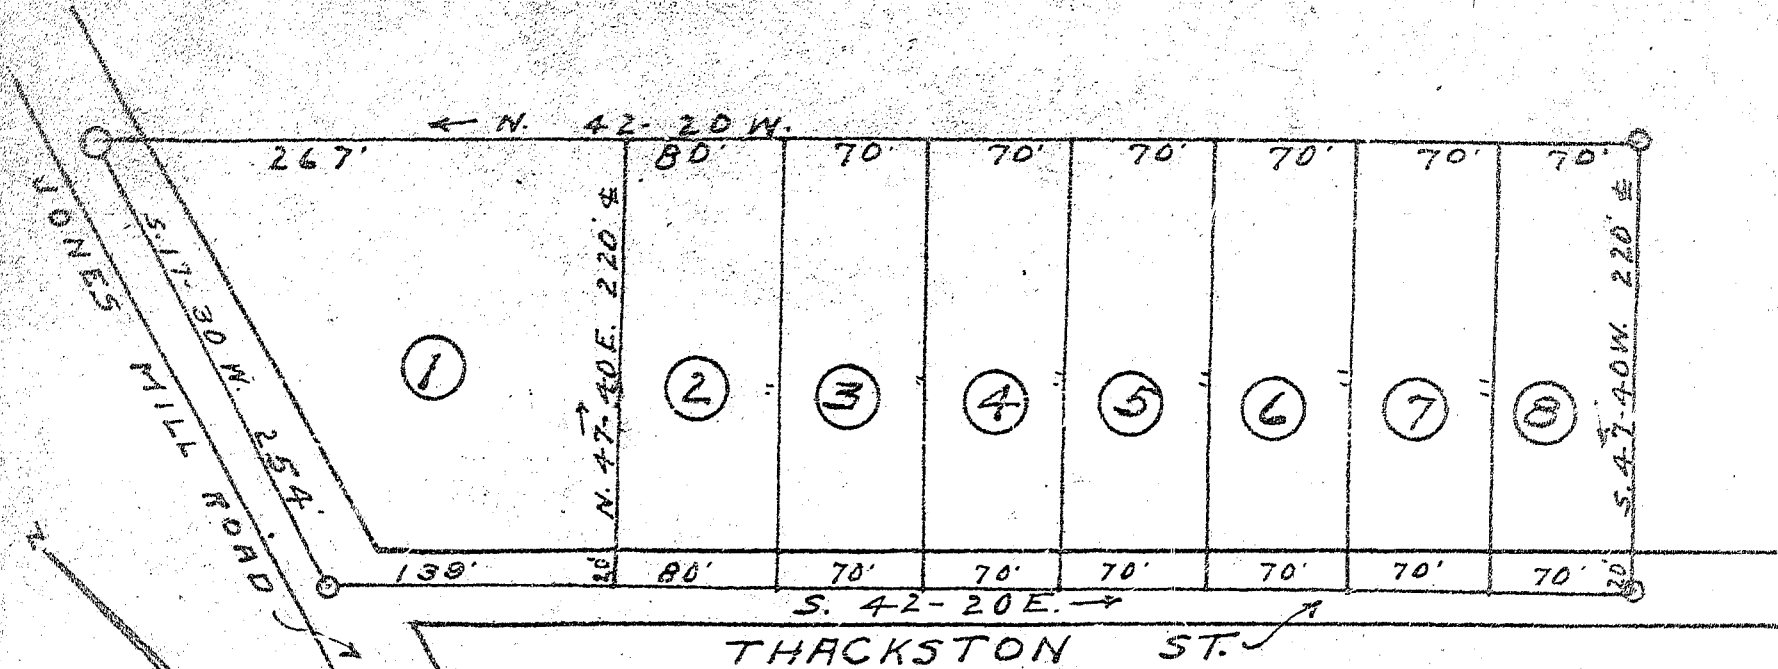 N. 42-20 W.
267' 80' 70' 70' 70' 70' 70' 70'
JONES MILL ROAD
S. 17-30 W. 254'
N. 47-40 E. 220' ±
S. 47-40 W. 220' ±
1 2 3 4 5 6 7 8
" " " " " "
139' 20' 80' 70' 70' 70' 70' 70' 70' 20'
S. 42-20 E.
THACKSTON ST.